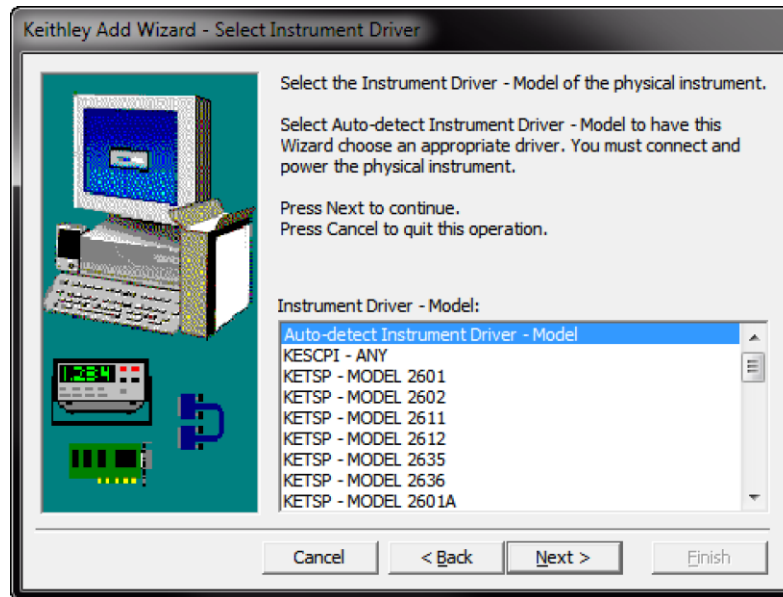 Keithley Add Wizard - Select Instrument Driver
Select the Instrument Driver - Model of the physical instrument.
Select Auto-detect Instrument Driver - Model to have this
Wizard choose an appropriate driver. You must connect and
power the physical instrument.
Press Next to continue.
Press Cancel to quit this operation.
1.234
Instrument Driver - Model:
Auto-detect Instrument Driver - Model
KESCPI - ANY
KETSP - MODEL 2601
KETSP - MODEL 2602
KETSP - MODEL 2611
KETSP - MODEL 2612
KETSP - MODEL 2635
KETSP - MODEL 2636
KETSP - MODEL 2601A
Cancel
< Back
Next >
Finish